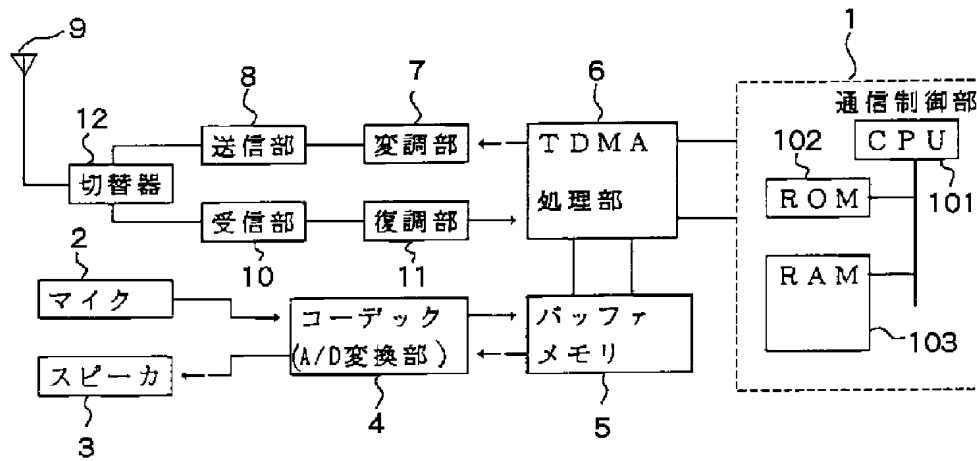 9
1
6
通信制御部
8
7
12
送信部
変調部
TDMA
処理部
CPU
102
切替器
ROM
101
受信部
復調部
2
10
11
RAM
マイク
コーデック
(A/D変換部)
バッファ
メモリ
103
スピーカ
3
4
5